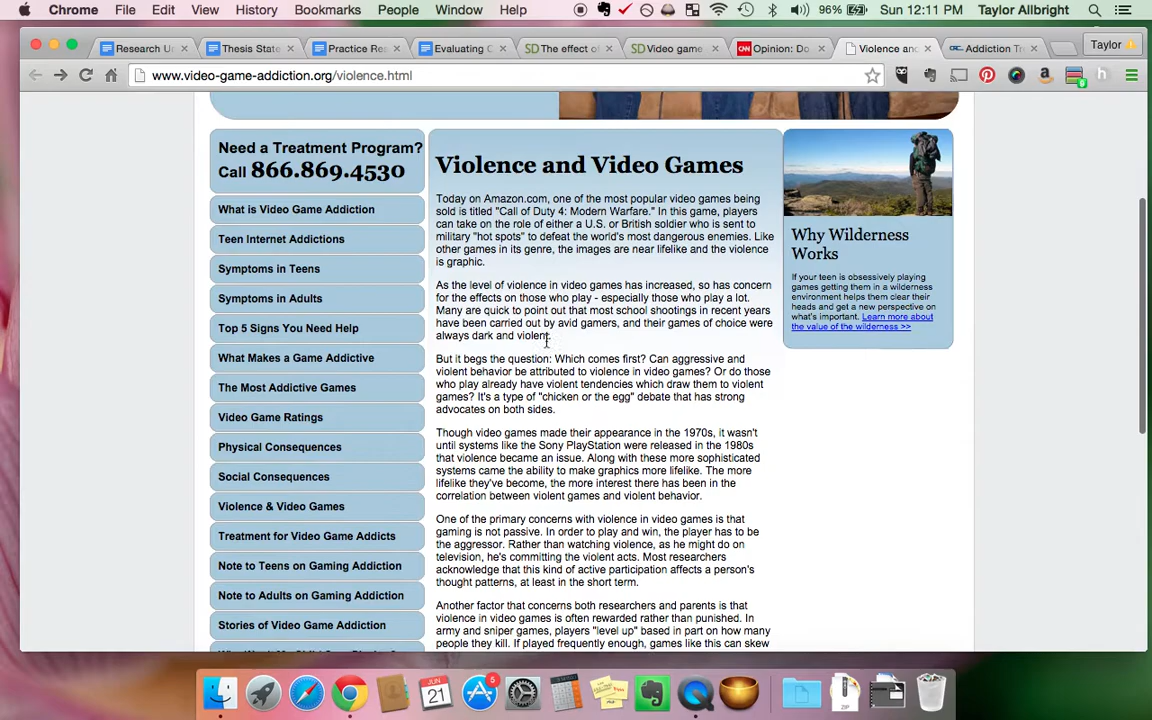 Chrome File Edit View History Bookmarks People Window Help 96% Sun 12:11 PM Taylor Allbright
Thesis State
Practice Re
Evaluating C
The effect o
Video game
CNN Opinion: Do
Violence and
Addiction Tr
Taylor
www.video-game-addiction.org/violence.html
Need a Treatment Program?
Call 866.869.4530
What is Video Game Addiction
Teen Internet Addictions
Symptoms in Teens
Symptoms in Adults
Top 5 Signs You Need Help
What Makes a Game Addictive
The Most Addictive Games
Video Game Ratings
Physical Consequences
Social Consequences
Violence & Video Games
Treatment for Video Game Addicts
Note to Teens on Gaming Addiction
Note to Adults on Gaming Addiction
Stories of Video Game Addiction
Violence and Video Games
Today on Amazon.com, one of the most popular video games being
sold is titled "Call of Duty 4: Modern Warfare." In this game, players
can take on the role of either a U.S. or British soldier who is sent to
military "hot spots" to defeat the world's most dangerous enemies. Like
other games in its genre, the images are near lifelike and the violence
is graphic.
As the level of violence in video games has increased, so has concern
for the effects on those who play - especially those who play a lot.
Many are quick to point out that most school shootings in recent years
have been carried out by avid gamers, and their games of choice were
always dark and violent.
But it begs the question: Which comes first? Can aggressive and
violent behavior be attributed to violence in video games? Or do those
who play already have violent tendencies which draw them to violent
games? It's a type of "chicken or the egg" debate that has strong
advocates on both sides.
Though video games made their appearance in the 1970s, it wasn't
until systems like the Sony PlayStation were released in the 1980s
that violence became an issue. Along with these more sophisticated
systems came the ability to make graphics more lifelike. The more
lifelike they've become, the more interest there has been in the
correlation between violent games and violent behavior.
One of the primary concerns with violence in video games is that
gaming is not passive. In order to play and win, the player has to be
the aggressor. Rather than watching violence, as he might do on
television, he's committing the violent acts. Most researchers
acknowledge that this kind of active participation affects a person's
thought patterns, at least in the short term.
Another factor that concerns both researchers and parents is that
violence in video games is often rewarded rather than punished. In
army and sniper games, players "level up" based in part on how many
people they kill. If played frequently enough, games like this can skew
Why Wilderness
Works
If your teen is obsessively playing
games getting them in a wilderness
environment helps them clear their
heads and get a new perspective on
what's important. Learn more about
the value of the wilderness >>
JUN
21
5
ZIP